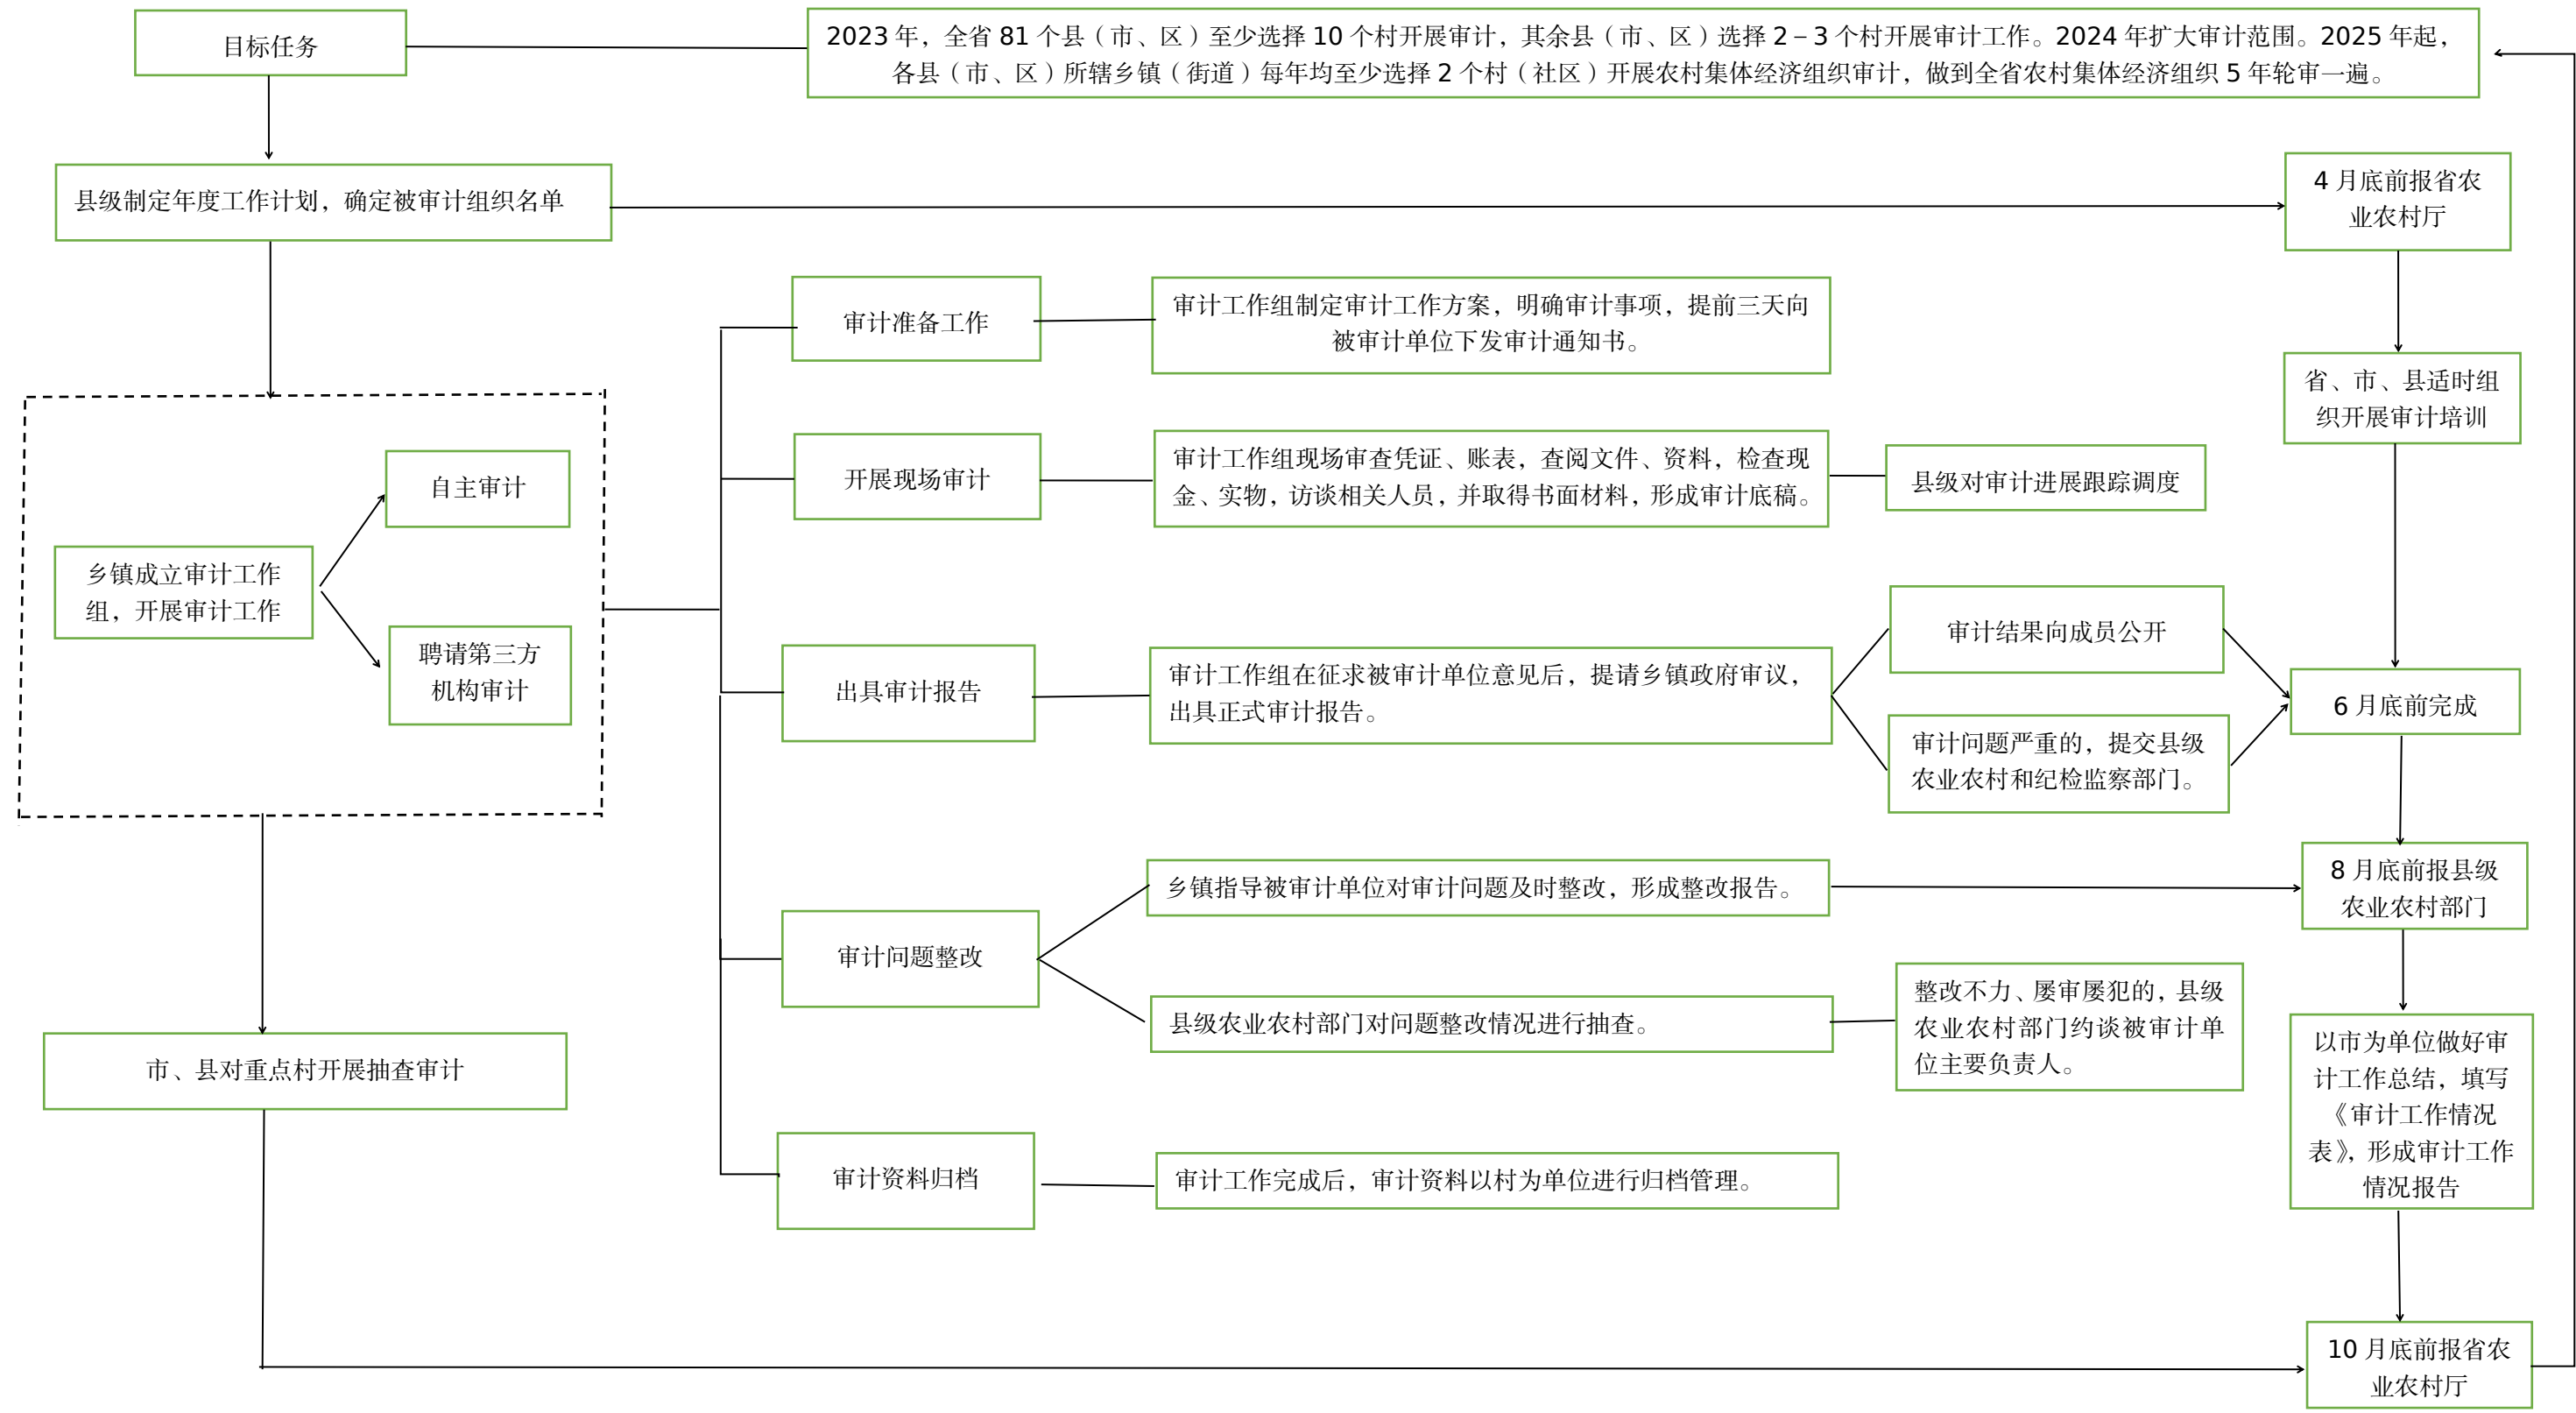 目标任务
2023 年，全省 81 个县（市、区）至少选择 10 个村开展审计，其余县（市、区）选择 2－3 个村开展审计工作。2024 年扩大审计范围。2025 年起，
各县（市、区）所辖乡镇（街道）每年均至少选择 2 个村（社区）开展农村集体经济组织审计，做到全省农村集体经济组织 5 年轮审一遍。
县级制定年度工作计划，确定被审计组织名单
4 月底前报省农
业农村厅
审计准备工作
审计工作组制定审计工作方案，明确审计事项，提前三天向
被审计单位下发审计通知书。
省、市、县适时组
织开展审计培训
自主审计
乡镇成立审计工作
组，开展审计工作
聘请第三方
机构审计
开展现场审计
审计工作组现场审查凭证、账表，查阅文件、资料，检查现
金、实物，访谈相关人员，并取得书面材料，形成审计底稿。
县级对审计进展跟踪调度
出具审计报告
审计工作组在征求被审计单位意见后，提请乡镇政府审议，
出具正式审计报告。
审计结果向成员公开
审计问题严重的，提交县级
农业农村和纪检监察部门。
6 月底前完成
审计问题整改
乡镇指导被审计单位对审计问题及时整改，形成整改报告。
8 月底前报县级
农业农村部门
县级农业农村部门对问题整改情况进行抽查。
整改不力、屡审屡犯的，县级
农业农村部门约谈被审计单
位主要负责人。
市、县对重点村开展抽查审计
以市为单位做好审
计工作总结，填写
《审计工作情况
表》，形成审计工作
情况报告
审计资料归档
审计工作完成后，审计资料以村为单位进行归档管理。
10 月底前报省农
业农村厅